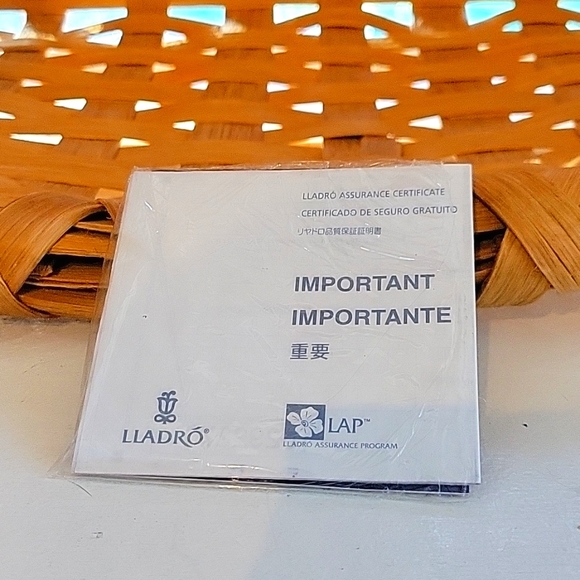 LLADRÓ ASSURANCE CERTIFICATE
CERTIFICADO DE SEGURO GRATUITO
リヤドロ品質保証証明書
IMPORTANT
IMPORTANTE
重要
LLADRÓ®
LAP™
LLADRÓ ASSURANCE PROGRAM